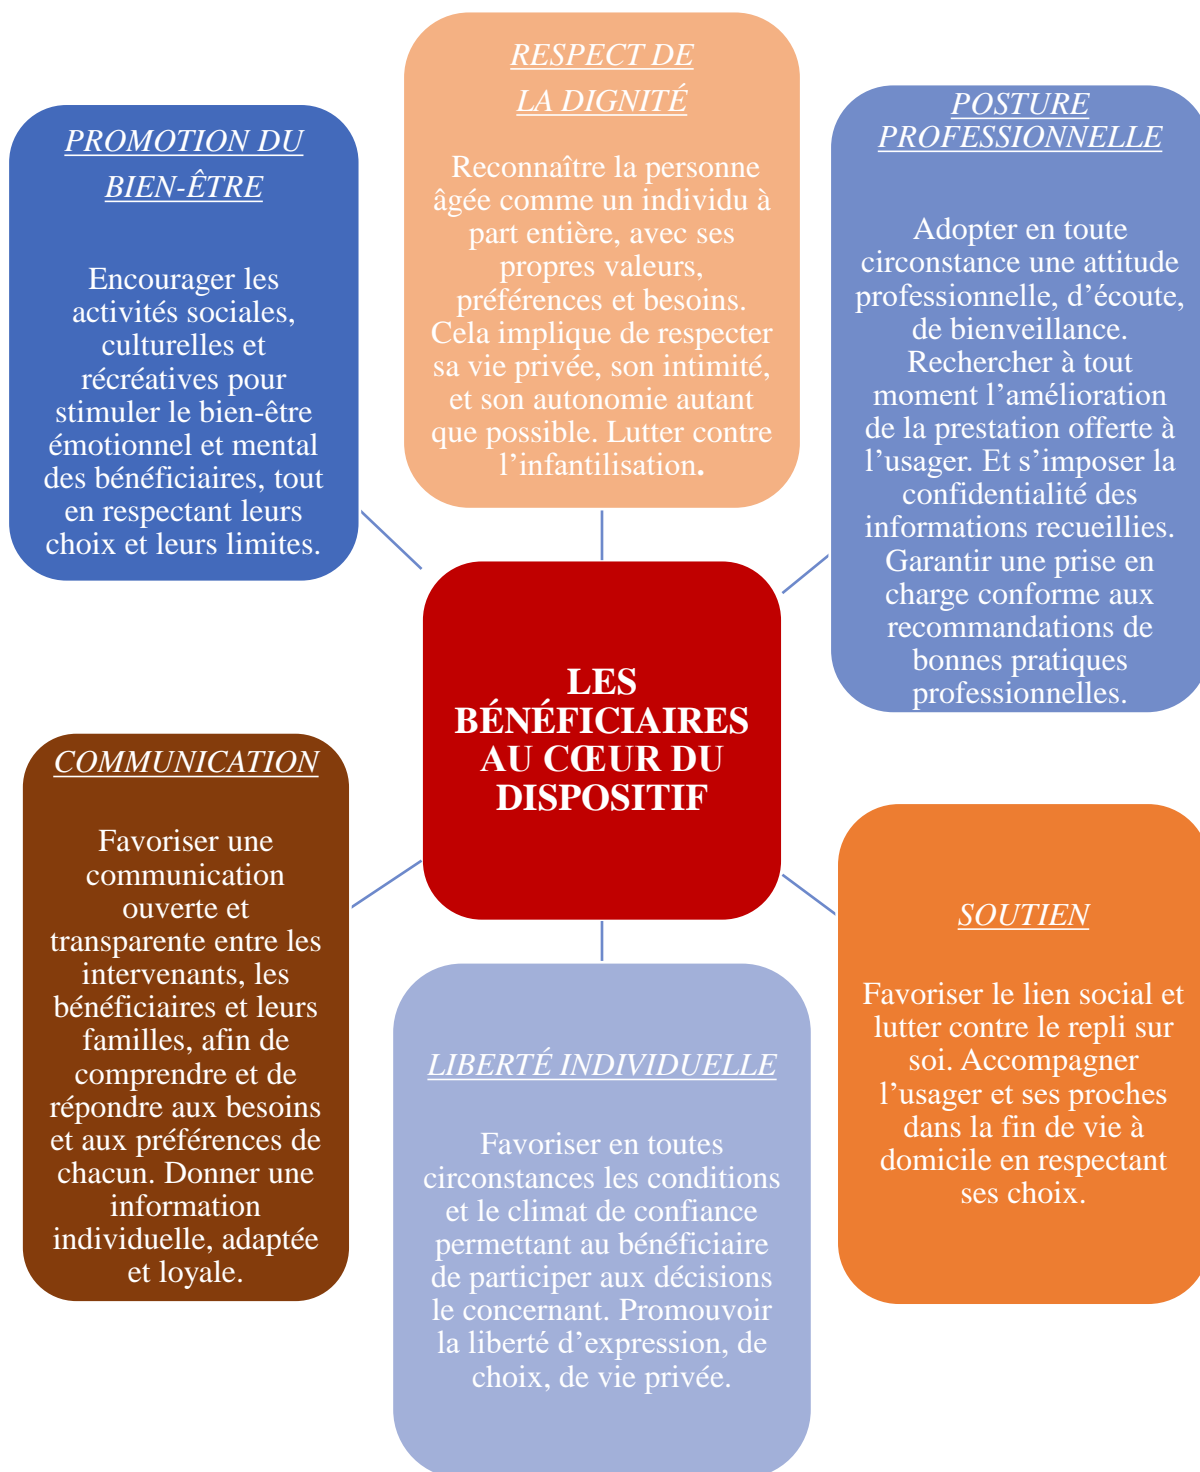 RESPECT DE
LA DIGNITÉ
Reconnaître la personne
âgée comme un individu à
part entière, avec ses
propres valeurs,
préférences et besoins.
Cela implique de respecter
sa vie privée, son intimité,
et son autonomie autant
que possible. Lutter contre
l’infantilisation.
PROMOTION DU
BIEN-ÊTRE
Encourager les
activités sociales,
culturelles et
récréatives pour
stimuler le bien-être
émotionnel et mental
des bénéficiaires, tout
en respectant leurs
choix et leurs limites.
POSTURE
PROFESSIONNELLE
Adopter en toute
circonstance une attitude
professionnelle, d’écoute,
de bienveillance.
Rechercher à tout
moment l’amélioration
de la prestation offerte à
l’usager. Et s’imposer la
confidentialité des
informations recueillies.
Garantir une prise en
charge conforme aux
recommandations de
bonnes pratiques
professionnelles.
LES
BÉNÉFICIAIRES
AU CŒUR DU
DISPOSITIF
COMMUNICATION
Favoriser une
communication
ouverte et
transparente entre les
intervenants, les
bénéficiaires et leurs
familles, afin de
comprendre et de
répondre aux besoins
et aux préférences de
chacun. Donner une
information
individuelle, adaptée
et loyale.
SOUTIEN
Favoriser le lien social et
lutter contre le repli sur
soi. Accompagner
l’usager et ses proches
dans la fin de vie à
domicile en respectant
ses choix.
LIBERTÉ INDIVIDUELLE
Favoriser en toutes
circonstances les conditions
et le climat de confiance
permettant au bénéficiaire
de participer aux décisions
le concernant. Promouvoir
la liberté d’expression, de
choix, de vie privée.